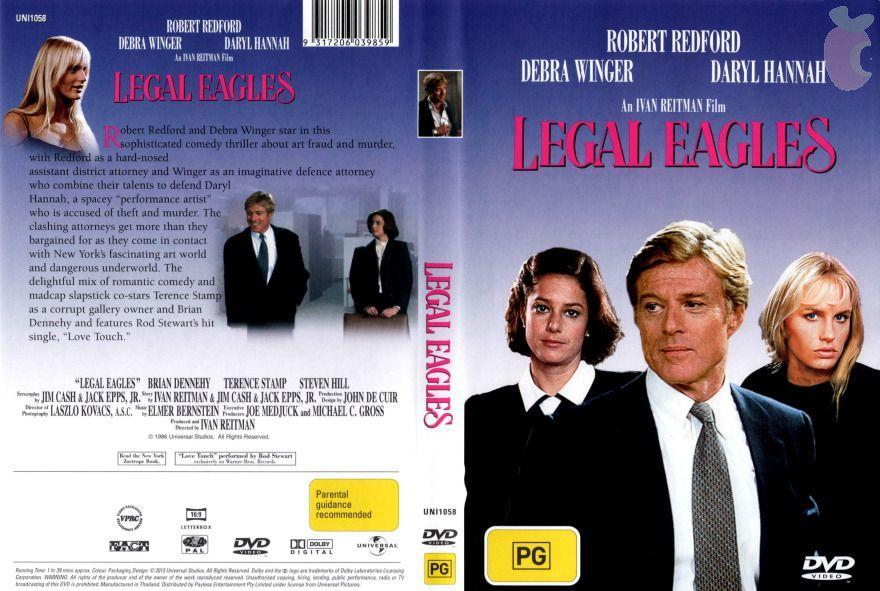 UNI1058
ROBERT REDFORD
DEBRA WINGER DARYL HANNAH
An IVAN REITMAN Film
LEGAL EAGLES
Robert Redford and Debra Winger star in this
sophisticated comedy thriller about art fraud and murder,
with Redford as a hard-nosed
assistant district attorney and Winger as an imaginative defence attorney
who combine their talents to defend Daryl
Hannah, a spacey "performance artist"
who is accused of theft and murder. The
clashing attorneys get more than they
bargained for as they come in contact
with New York's fascinating art world
and dangerous underworld. The
delightful mix of romantic comedy and
madcap slapstick co-stars Terence Stamp
as a corrupt gallery owner and Brian
Dennehy and features Rod Stewart's hit
single, "Love Touch."
"LEGAL EAGLES" BRIAN DENNEHY TERENCE STAMP STEVEN HILL
Screenplay by JIM CASH & JACK EPPS, JR. Story by IVAN REITMAN & JIM CASH & JACK EPPS, JR. Production Design by JOHN DE CUIR
Director of Photography LASZLO KOVACS, A.S.C. Music by ELMER BERNSTEIN Executive Producers JOE MEDJUCK and MICHAEL C. GROSS
Produced and Directed by IVAN REITMAN
© 1986 Universal Studios. All Rights Reserved.
Read the New York
Zoetrope Book.
"Love Touch" performed by Rod Stewart
exclusively on Warner Bros. Records.
VPRC
16:9
LETTERBOX
PAL
DVD
VIDEO
DOLBY
DIGITAL
UNIVERSAL
Parental
guidance
recommended
Running Time: 1 hr 39 mins approx. Colour. Packaging Design: © 2013 Universal Studios. All Rights Reserved. Dolby and the DD logo are trademarks of Dolby Laboratories Licensing
Corporation. WARNING: All rights of the producer and of the owner of the work reproduced reserved. Unauthorized copying, hiring, lending, public performance, radio or TV
broadcasting of this DVD is prohibited. Manufactured in Thailand. Distributed by Payless Entertainment Pty Limited under license from Universal Pictures.
9 317206 039859
LEGAL EAGLES
UNI1058
DVD
VIDEO
PG
ROBERT REDFORD
DEBRA WINGER DARYL HANNAH
An IVAN REITMAN Film
LEGAL EAGLES
PG
DVD
VIDEO